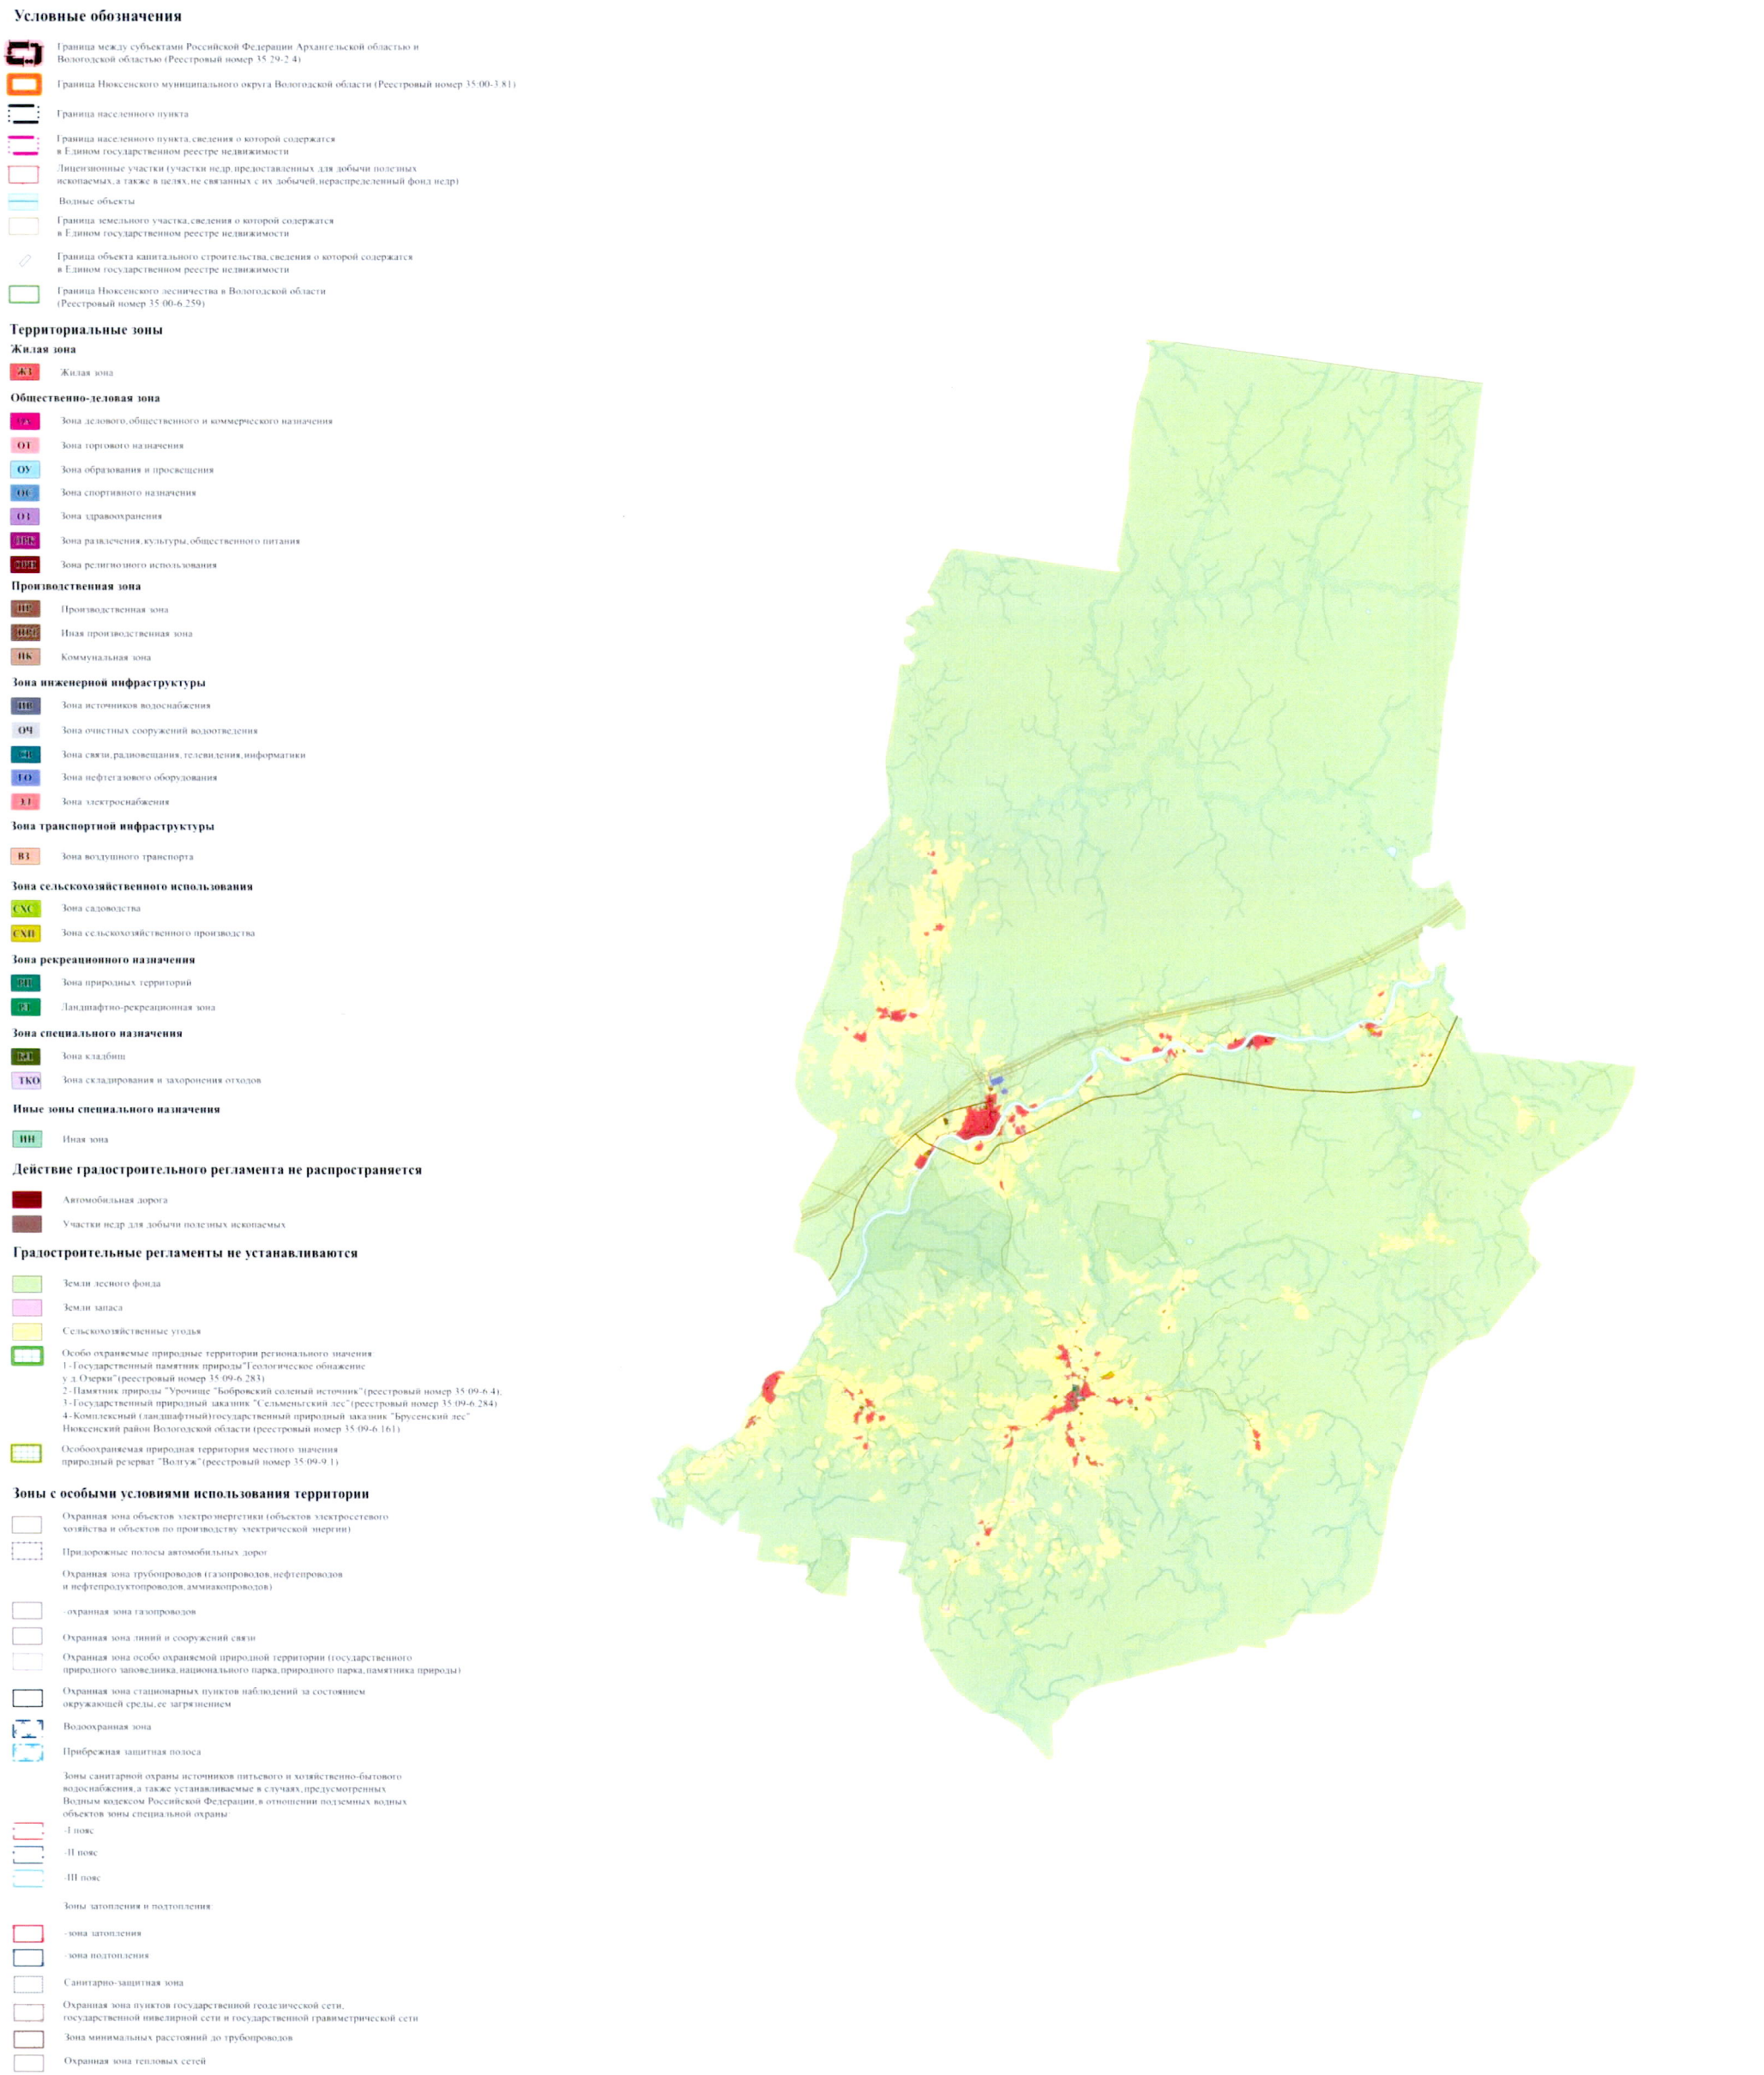 Условные обозначения
Граница между субъектами Российской Федерации Архангельской областью и
Вологодской областью (Реестровый номер 35:29-2.4)
Граница Нюксенского муниципального округа Вологодской области (Реестровый номер 35:00-3.81)
Граница населенного пункта
Граница населенного пункта, сведения о которой содержатся
в Едином государственном реестре недвижимости
Лицензионные участки (участки недр, предоставленных для добычи полезных
ископаемых, а также в целях, не связанных с их добычей, нераспределенный фонд недр)
Водные объекты
Граница земельного участка, сведения о которой содержатся
в Едином государственном реестре недвижимости
Граница объекта капитального строительства, сведения о которой содержатся
в Едином государственном реестре недвижимости
Граница Нюксенского лесничества в Вологодской области
(Реестровый номер 35:00-6.259)
Территориальные зоны
Жилая зона
ЖЗ Жилая зона
Общественно-деловая зона
Зона делового, общественного и коммерческого назначения
ОТ Зона торгового назначения
ОУ Зона образования и просвещения
ОС Зона спортивного назначения
ОЗ Зона здравоохранения
ОРК Зона развлечения, культуры, общественного питания
ОРИ Зона религиозного использования
Производственная зона
ПР Производственная зона
Иная производственная зона
ПК Коммунальная зона
Зона инженерной инфраструктуры
ИВ Зона источников водоснабжения
ОЧ Зона очистных сооружений водоотведения
Зона связи, радиовещания, телевидения, информатики
ГО Зона нефтегазового оборудования
ЭЛ Зона электроснабжения
Зона транспортной инфраструктуры
ВЗ Зона воздушного транспорта
Зона сельскохозяйственного использования
СХС Зона садоводства
СХП Зона сельскохозяйственного производства
Зона рекреационного назначения
РП Зона природных территорий
РЛ Ландшафтно-рекреационная зона
Зона специального назначения
КЛ Зона кладбищ
ТКО Зона складирования и захоронения отходов
Иные зоны специального назначения
ИН Иная зона
Действие градостроительного регламента не распространяется
Автомобильная дорога
Участки недр для добычи полезных ископаемых
Градостроительные регламенты не устанавливаются
Земли лесного фонда
Земли запаса
Сельскохозяйственные угодья
Особо охраняемые природные территории регионального значения:
1-Государственный памятник природы "Геологическое обнажение
у д.Озерки" (реестровый номер 35:09-6.283)
2-Памятник природы "Урочище "Бобровский соленый источник" (реестровый номер 35:09-6.4),
3-Государственный природный заказник "Сельменьгский лес" (реестровый номер 35:09-6.284)
4-Комплексный (ландшафтный) государственный природный заказник "Брусенский лес"
Нюксенский район Вологодской области (реестровый номер 35:09-6.161)
Особоохраняемая природная территория местного значения
природный резерват "Волгуж" (реестровый номер 35:09-9.1)
Зоны с особыми условиями использования территории
Охранная зона объектов электроэнергетики (объектов электросетевого
хозяйства и объектов по производству электрической энергии)
Придорожные полосы автомобильных дорог
Охранная зона трубопроводов (газопроводов, нефтепроводов
и нефтепродуктопроводов, аммиакопроводов)
-охранная зона газопроводов
Охранная зона линий и сооружений связи
Охранная зона особо охраняемой природной территории (государственного
природного заповедника, национального парка, природного парка, памятника природы)
Охранная зона стационарных пунктов наблюдений за состоянием
окружающей среды, ее загрязнением
Водоохранная зона
Прибрежная защитная полоса
Зоны санитарной охраны источников питьевого и хозяйственно-бытового
водоснабжения, а также устанавливаемые в случаях, предусмотренных
Водным кодексом Российской Федерации, в отношении подземных водных
объектов зоны специальной охраны:
-I пояс
-II пояс
-III пояс
Зоны затопления и подтопления:
-зона затопления
-зона подтопления
Санитарно-защитная зона
Охранная зона пунктов государственной геодезической сети,
государственной нивелирной сети и государственной гравиметрической сети
Зона минимальных расстояний до трубопроводов
Охранная зона тепловых сетей